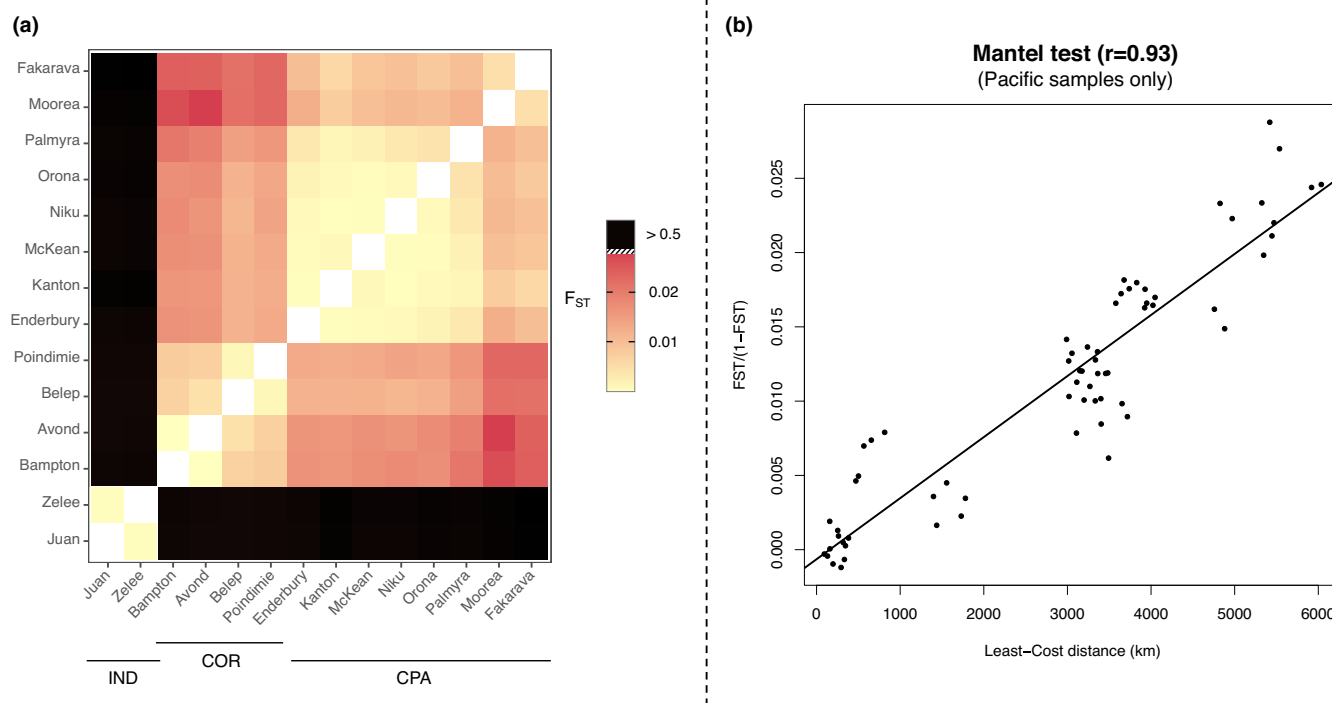 (a)
Fakarava
Moorea
Palmyra
Orona
Niku
McKean
Kanton
Enderbury
Poindimie
Belep
Avond
Bampton
Zelee
Juan
Juan
Zelee
Bampton
Avond
Belep
Poindimie
Enderbury
Kanton
McKean
Niku
Orona
Palmyra
Moorea
Fakarava
IND
COR
CPA
FST
> 0.5
0.02
0.01
(b)
Mantel test (r=0.93)
(Pacific samples only)
FST/(1−FST)
0.025
0.020
0.015
0.010
0.005
0.000
0 1000 2000 3000 4000 5000 6000
Least−Cost distance (km)